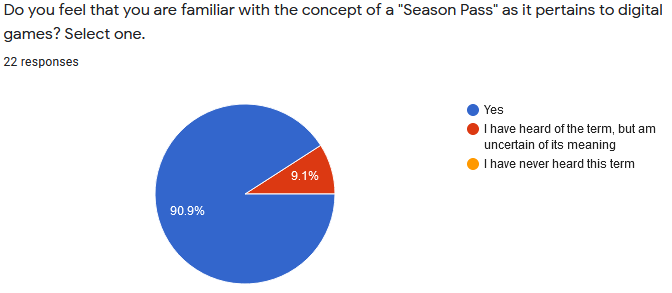 Do you feel that you are familiar with the concept of a "Season Pass" as it pertains to digital
games? Select one.
22 responses
Yes
I have heard of the term, but am
uncertain of its meaning
I have never heard this term
9.1%
90.9%